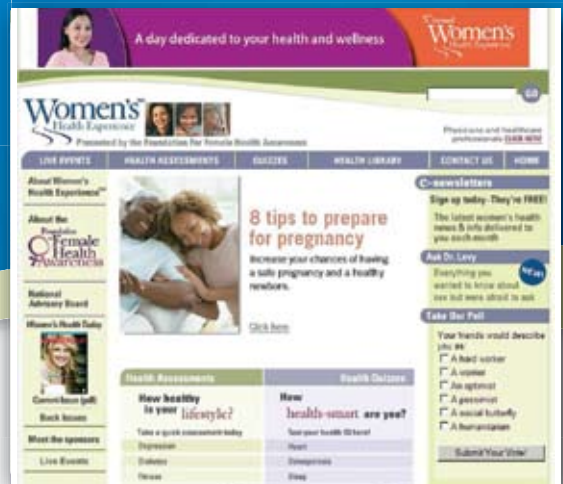 A day dedicated to your health and wellness
Women's
Health Experience
GO
Women's
Health Experience
Presented by the Foundation For Female Health Awareness
Physicians and healthcare
professionals CLICK HERE
LIVE EVENTS
HEALTH ASSESSMENTS
QUIZZES
HEALTH LIBRARY
CONTACT US
HOME
About Women's
Health Experience
About the
Foundation
Female
Health
Awareness
National
Advisory Board
Women's Health Today
Current Issue (pdf)
Back Issues
Meet the sponsors
Live Events
8 tips to prepare
for pregnancy
Increase your chances of having
a safe pregnancy and a healthy
newborn.
Click here
Health Assessments
How healthy
is your lifestyle?
Take a quick assessment today
Depression
Diabetes
Fitness
Health Quizzes
How
health-smart are you?
Test your health IQ here!
Heart
Osteoporosis
Sleep
E-newsletters
Sign up today-They're FREE!
The latest women's health
news & info delivered to
you each month
Ask Dr. Levy
NEW!
Everything you
wanted to know about
sex but were afraid to ask
Take Our Poll
Your friends would describe
you as:
A hard worker
A worrier
An optimist
A pessimist
A social butterfly
A humanitarian
Submit Your Vote!